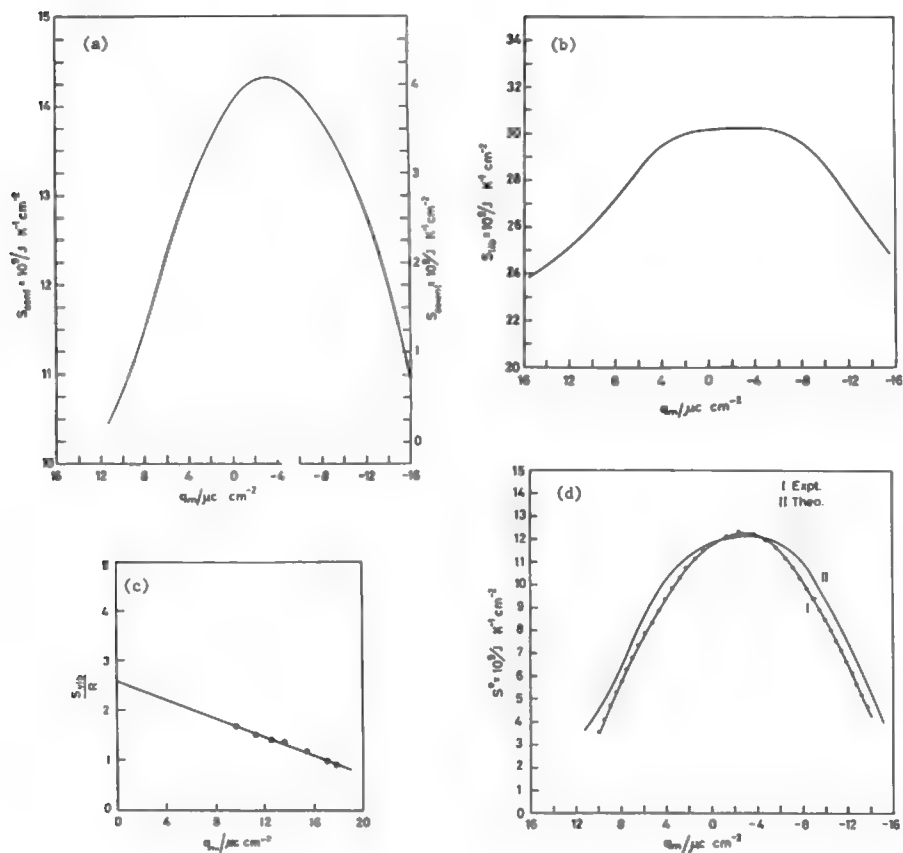 (a)
15
14
13
12
11
10
4
3
2
1
0
16 12 8 4 0 -4 -8 -12 -16
qm/μc cm-2
(b)
34
32
30
28
26
24
22
20
16 12 8 4 0 -4 -8 -12 -16
qm/μc cm-2
(c)
5
4
3
2
1
0
R
0 4 8 12 16 20
qm/μc cm-2
(d)
I Expt.
II Theo.
15
14
13
12
11
10
9
8
7
6
5
4
3
2
1
0
II
I
16 12 8 4 0 -4 -8 -12 -16
qm/μc cm-2